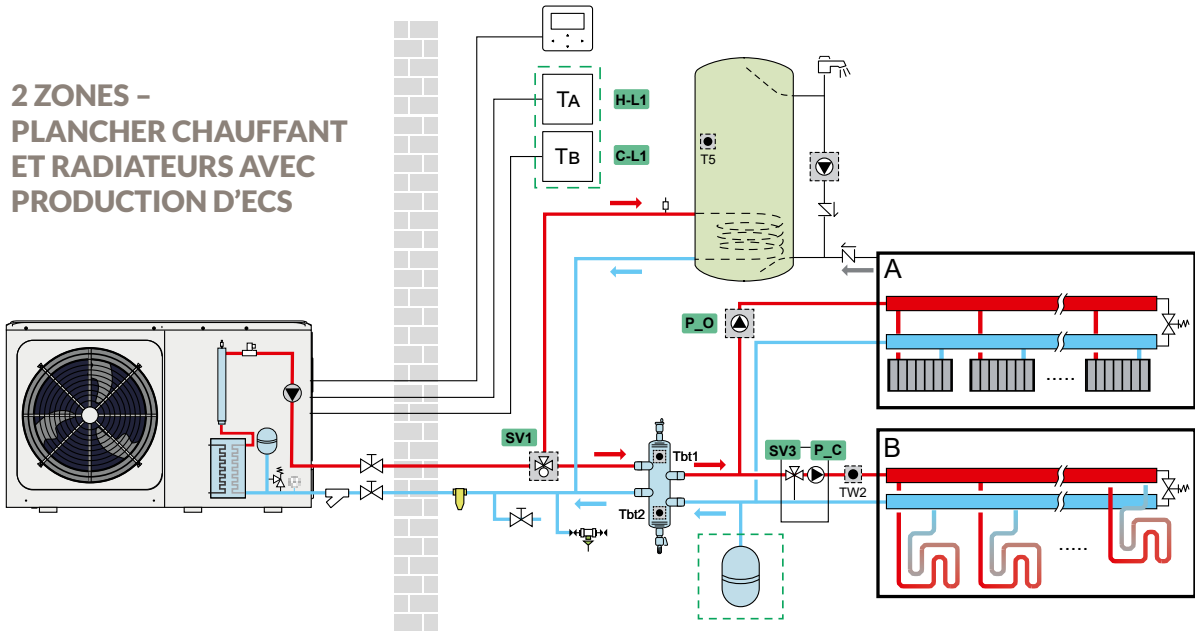 2 ZONES –
PLANCHER CHAUFFANT
ET RADIATEURS AVEC
PRODUCTION D'ECS
TA
H-L1
TB
C-L1
T5
A
P_O
SV1
Tbt1
SV3
P_C
TW2
Tbt2
B
.....
.....